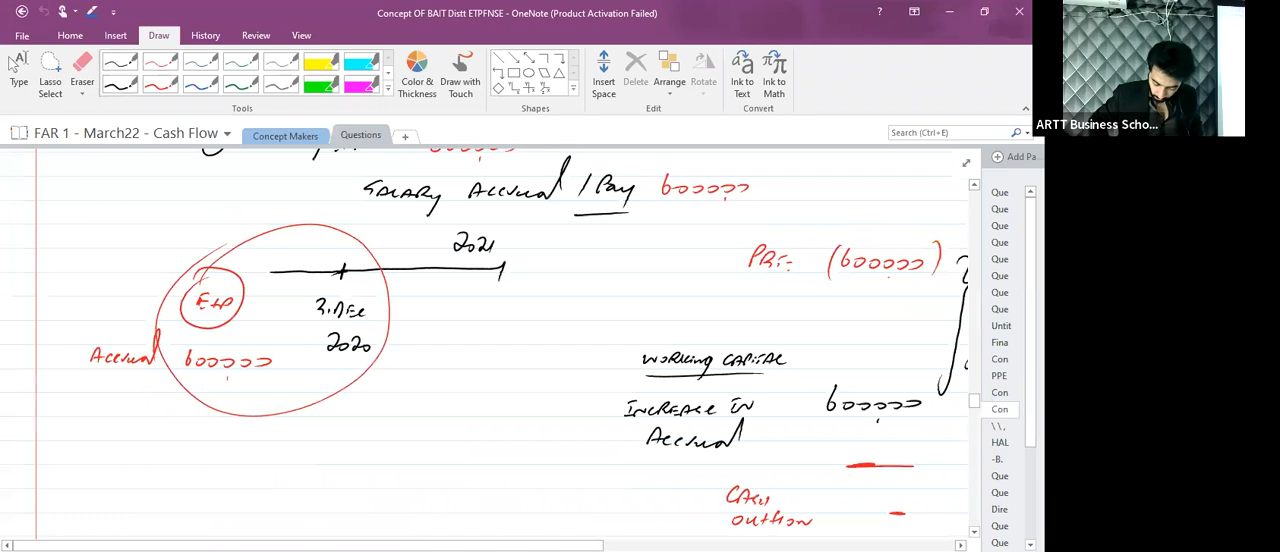 Concept OF BAIT Distt ETPFNSE - OneNote (Product Activation Failed)
File Home Insert Draw History Review View
Type
Lasso Select
Eraser
Color & Thickness
Draw with Touch
Insert Space
Delete
Arrange
Rotate
Ink to Text
Ink to Math
Tools Shapes Edit Convert
ARTT Business Scho...
FAR 1 - March22 - Cash Flow
Concept Makers
Questions
Search (Ctrl+E)
Add Pa
Que
Que
Que
Que
Que
Que
Que
Que
Untit
Fina
Con
PPE
Con
Con
\\,
HAL
-B.
Que
Que
Dire
Que
Que
SALARY Accrual / Pay 600000
2021
PRF: (600000)
Exp
31 DEC
2020
Accrual 600000
WORKING CAPITAL
INCREASE IN 600000
Accrual
CASH
outflow -